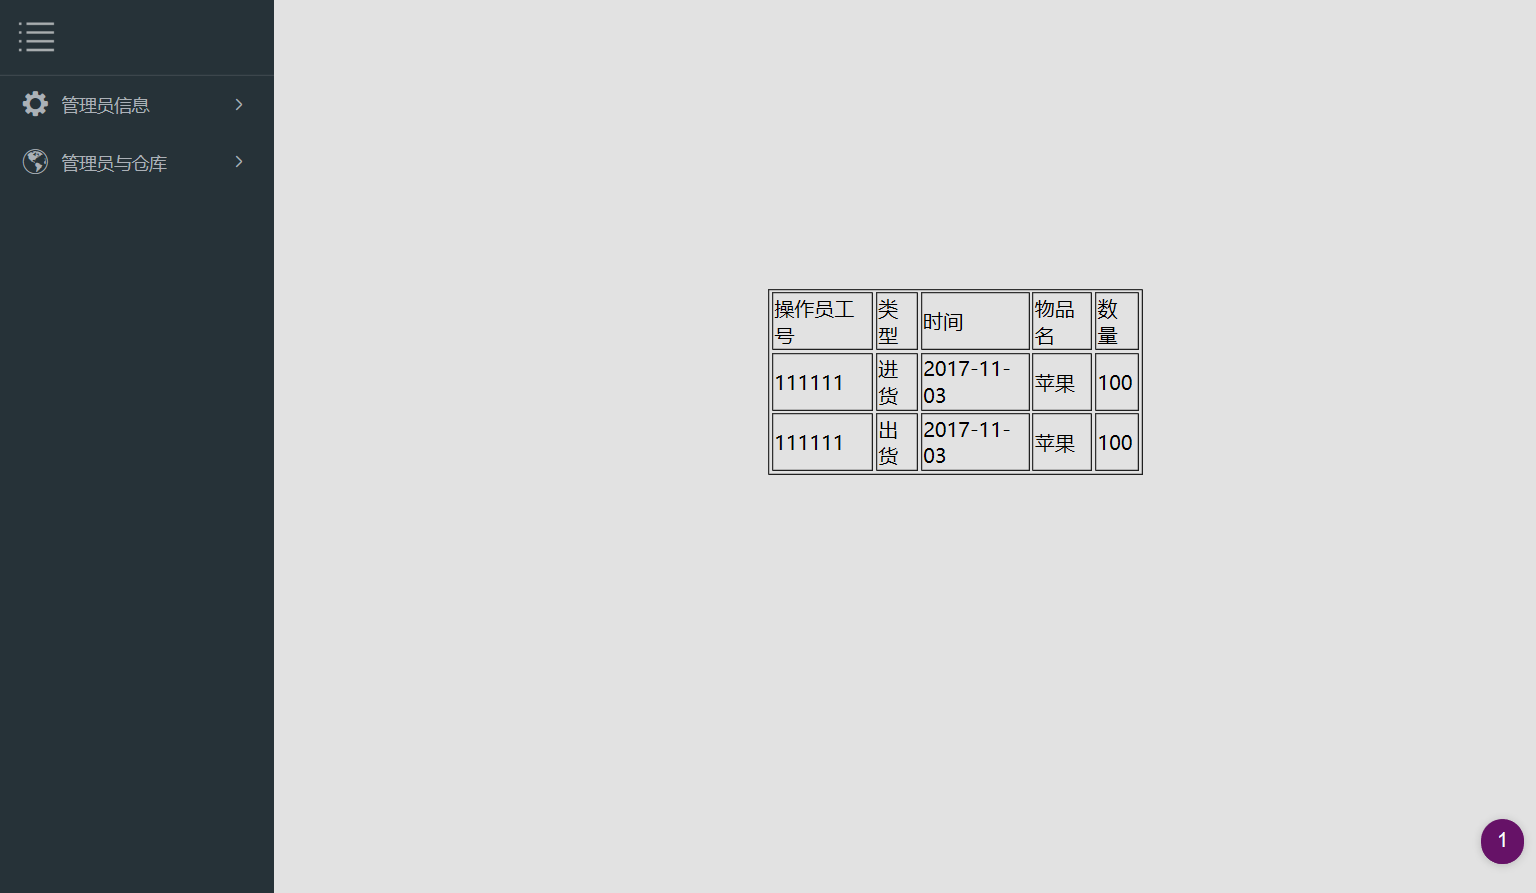 管理员信息
管理员与仓库
操作员工
号
类
型
时间
物品
名
数
量
111111
进
货
2017-11-
03
苹果
100
111111
出
货
2017-11-
03
苹果
100
1